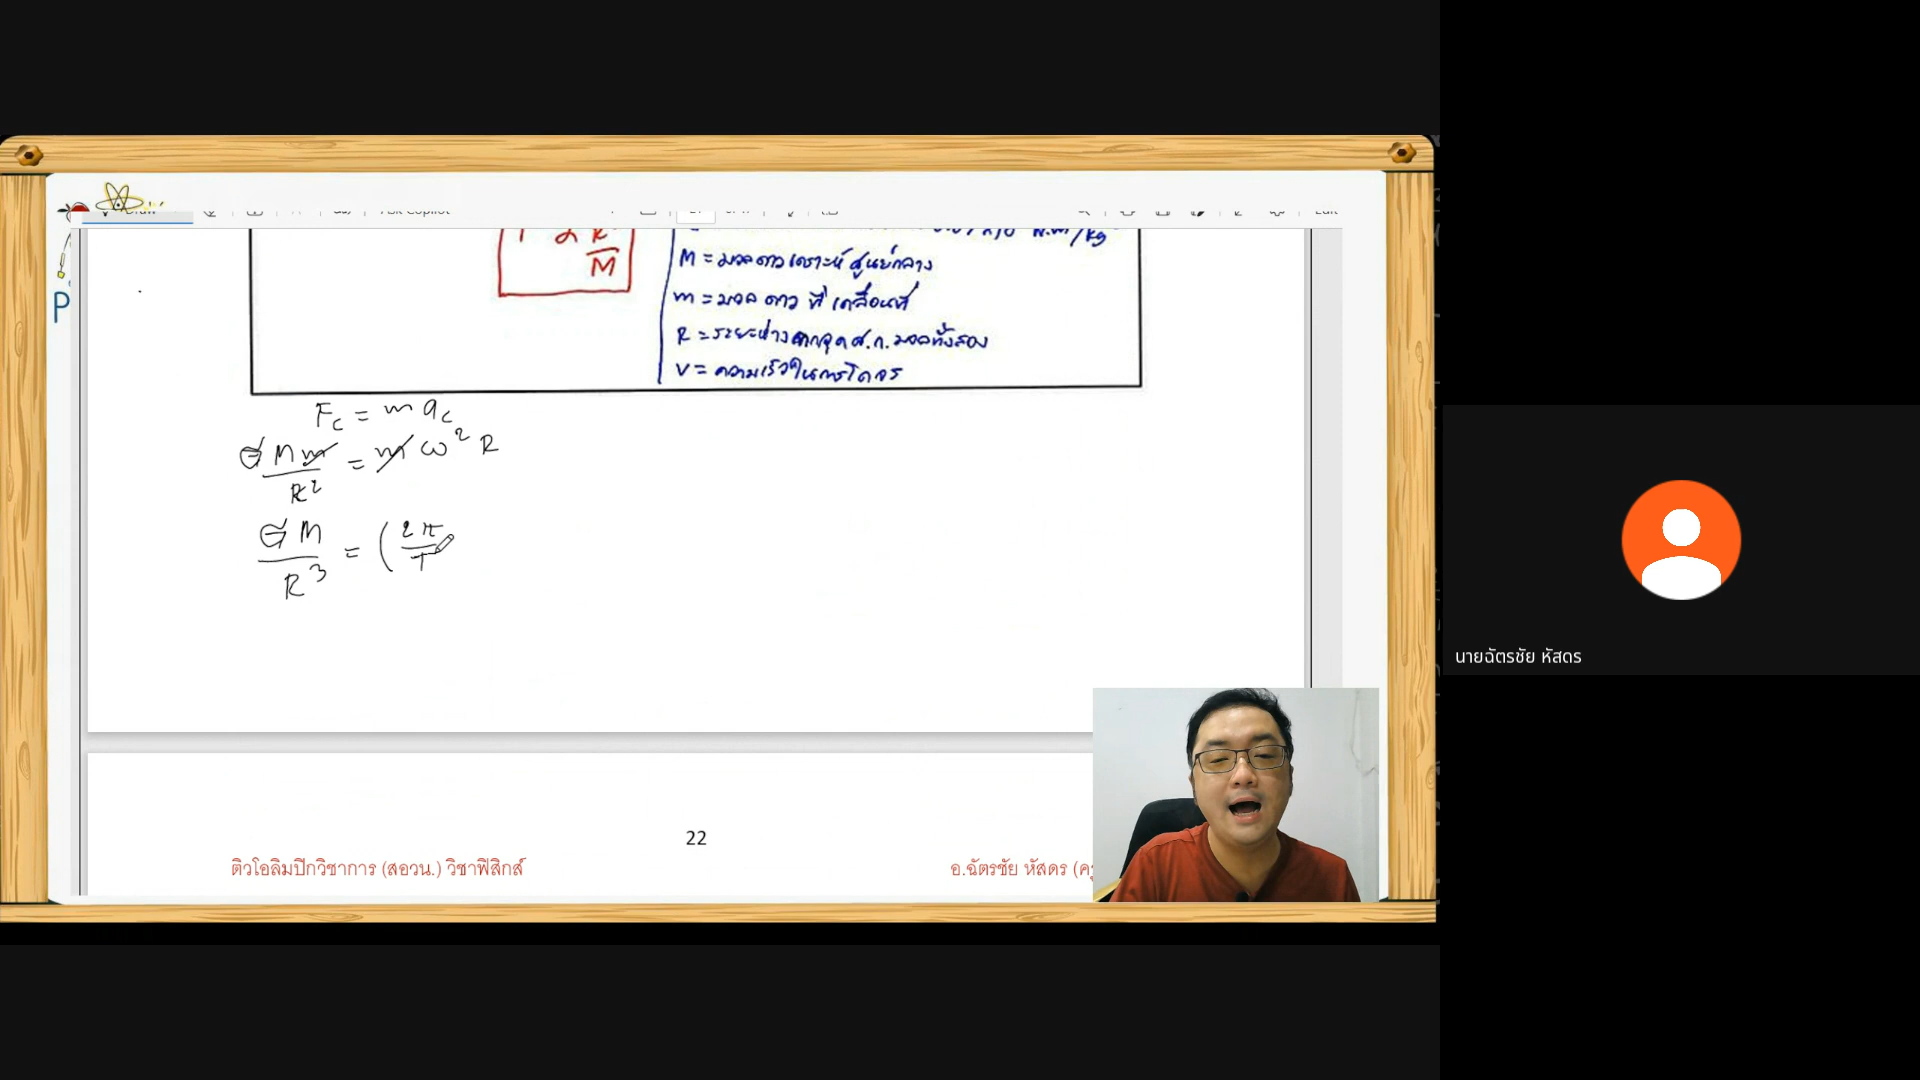 M
M = มวลดาวเคราะห์ศูนย์กลาง
m = มวลดาวที่เคลื่อนที่
R = ระยะห่างจากจุดศ.ก.มวลทั้งสอง
v = ความเร็วในการโคจร
P
F_c = m a_c
GMm/R² = m ω² R
GM/R³ = (2π/T
22
ติวโอลิมปิกวิชาการ (สอวน.) วิชาฟิสิกส์
อ.ฉัตรชัย หัสดร
นายฉัตรชัย หัสดร